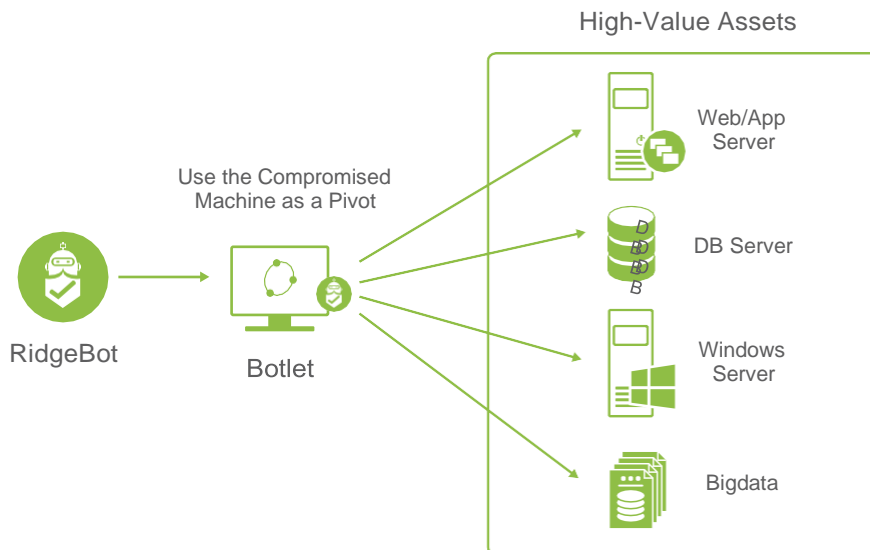 High-Value Assets
Web/App
Server
Use the Compromised
Machine as a Pivot
D
B
D
B
D
B
DB Server
RidgeBot
Botlet
Windows
Server
Bigdata